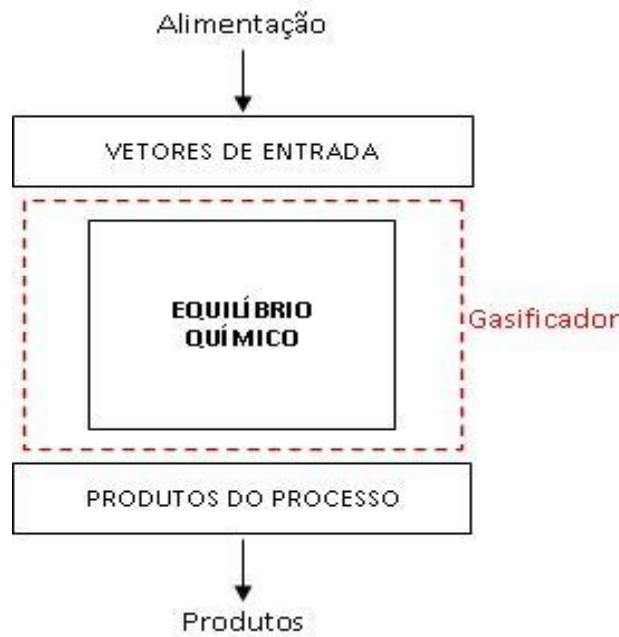 Alimentação
VETORES DE ENTRADA
EQUILÍBRIO
QUÍMICO
Gasificador
PRODUTOS DO PROCESSO
Produtos